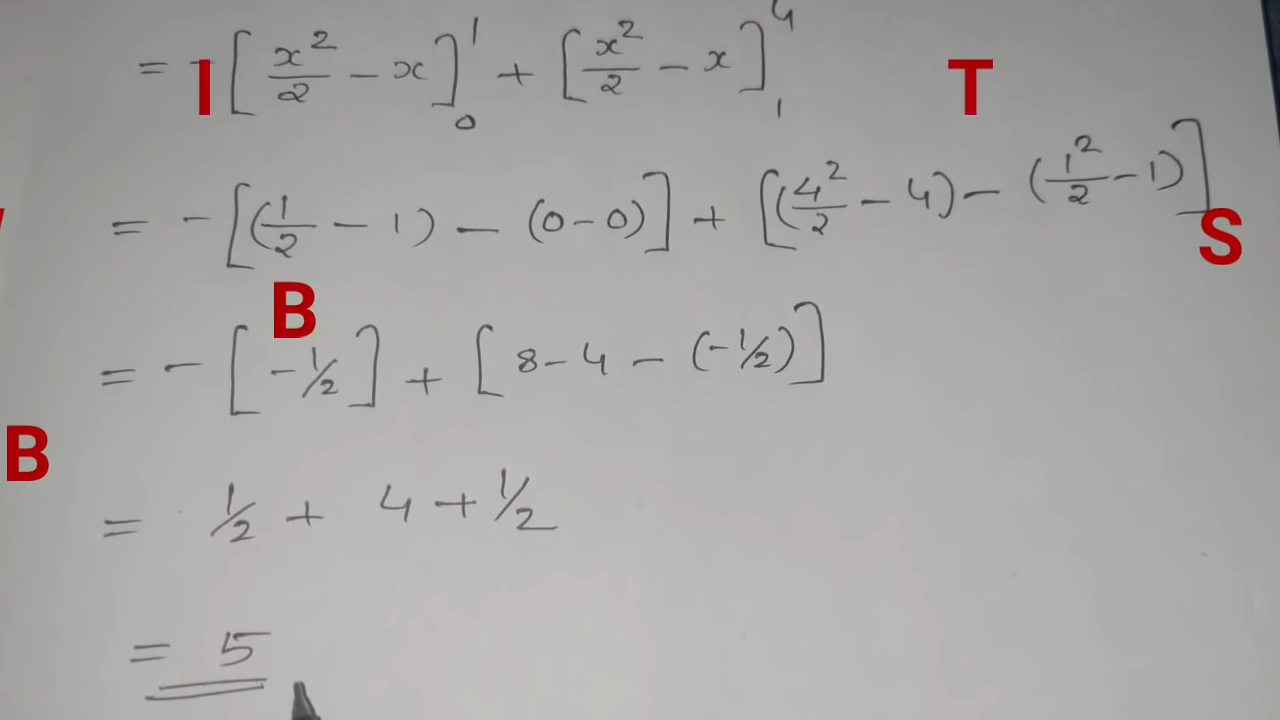 = - [x²/2 - x]₀¹ + [x²/2 - x]₁⁴
I T
= - [(1/2 - 1) - (0-0)] + [(4²/2 - 4) - (1²/2 - 1)]
S
B
= - [-1/2] + [8-4 - (-1/2)]
B
= 1/2 + 4 + 1/2
= 5